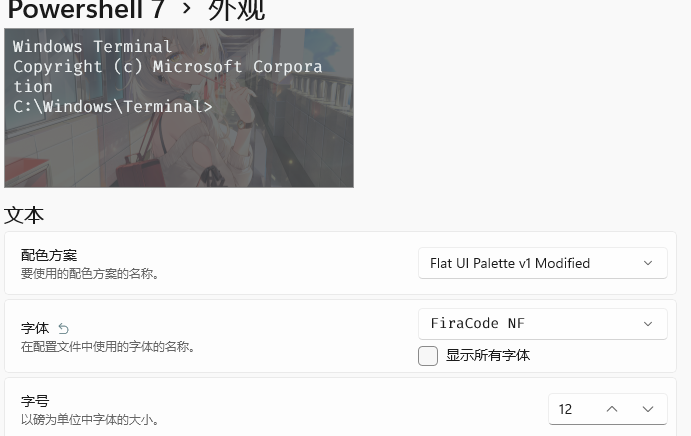 Powershell 7 › 外观
Windows Terminal
Copyright (c) Microsoft Corpora
tion
C:\Windows\Terminal>
文本
配色方案
要使用的配色方案的名称。
Flat UI Palette v1 Modified
字体
在配置文件中使用的字体的名称。
FiraCode NF
显示所有字体
字号
以磅为单位中字体的大小。
12